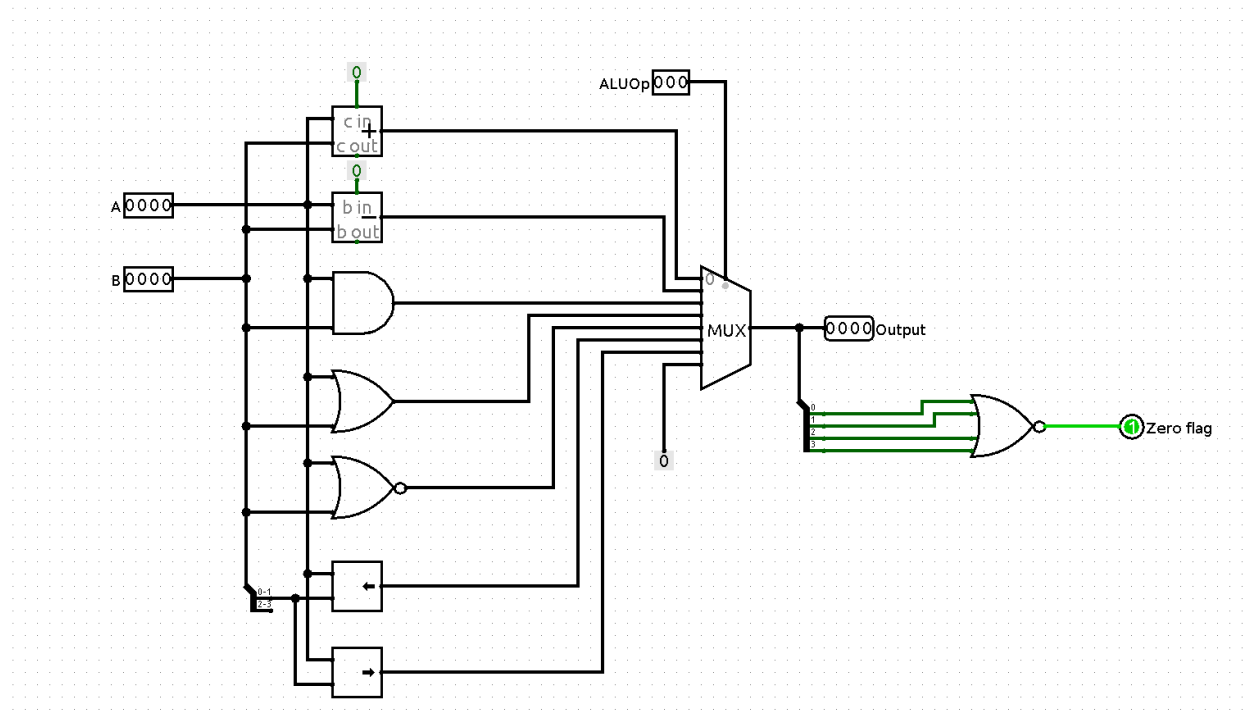 0
ALUOp 000
c in
+
c out
0
A 0000
b in
b out
B 0000
0
MUX
0000 Output
0
1
2
3
1 Zero flag
0
0-1
2-3